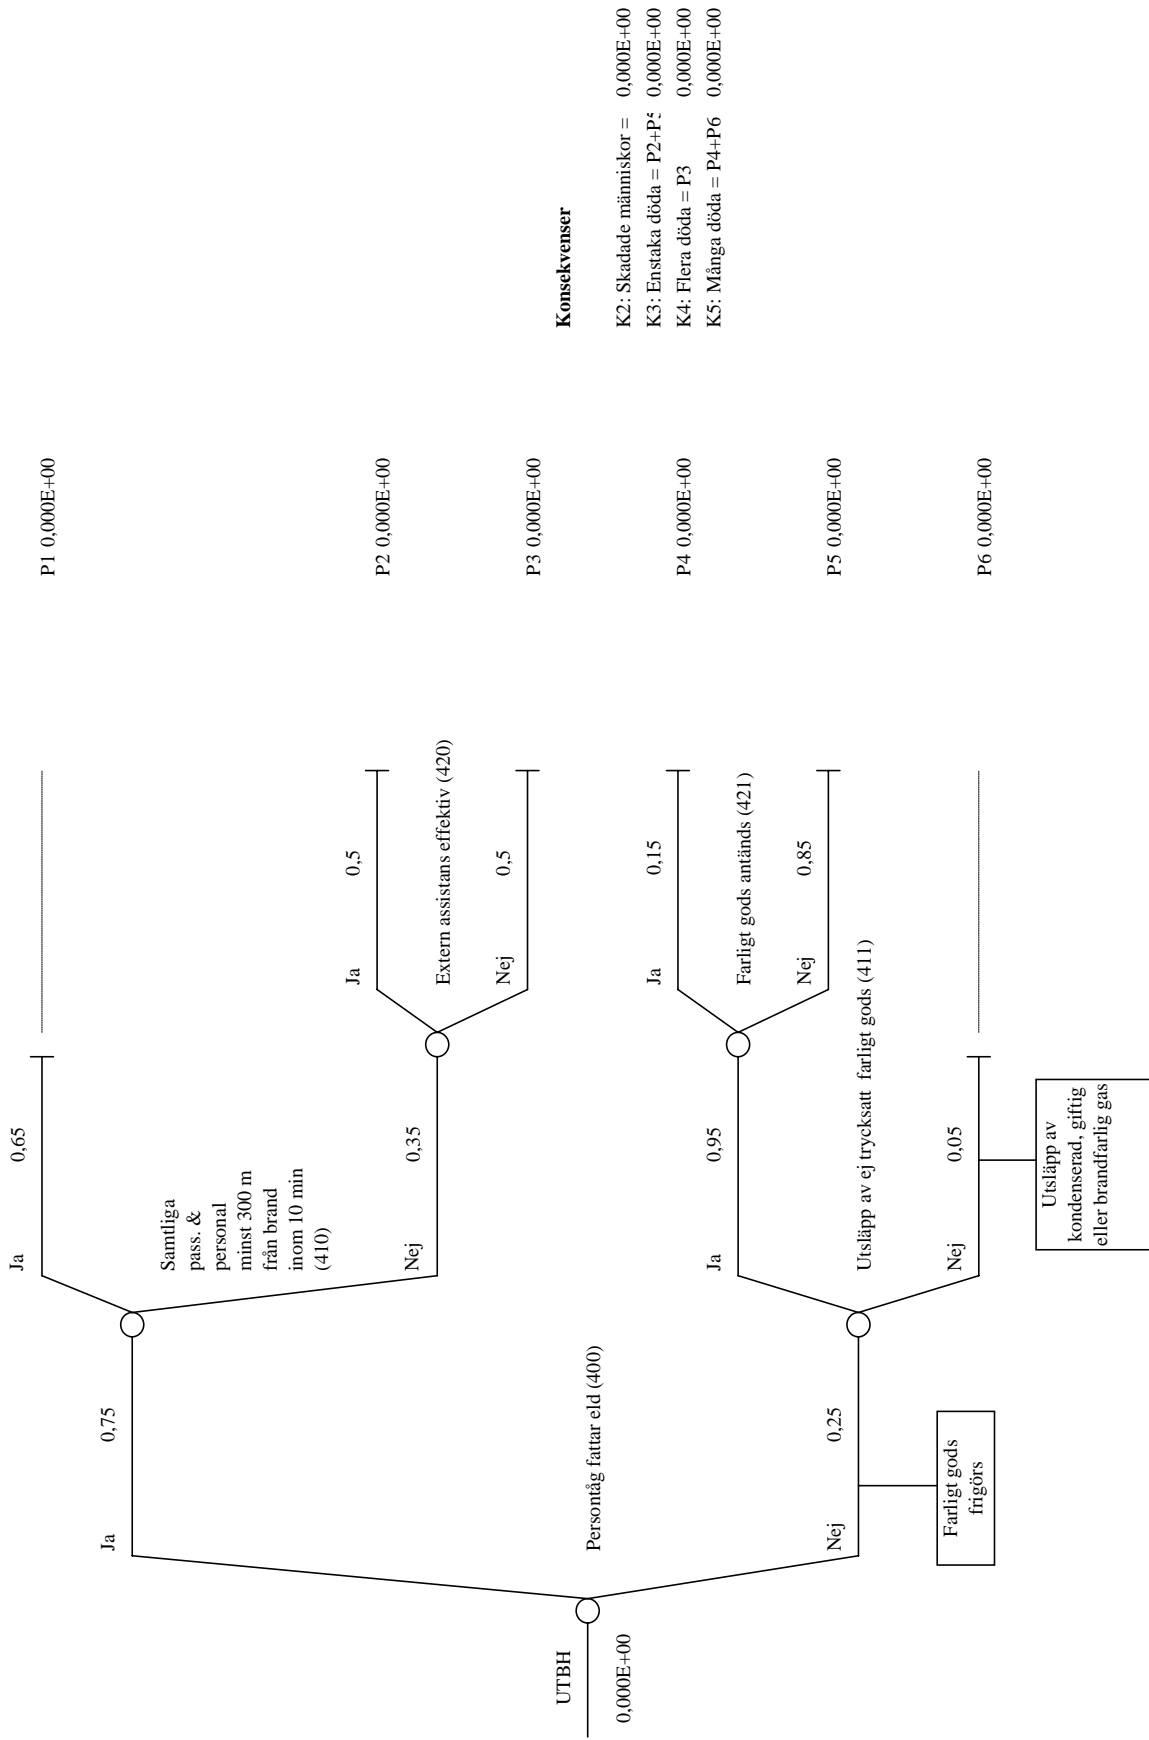 UTBH
0,000E+00
Persontåg fattar eld (400)
Ja
0,75
Nej
0,25
Farligt gods
frigörs
Samtliga
pass. &
personal
minst 300 m
från brand
inom 10 min
(410)
Ja
0,65
Nej
0,35
Utsläpp av ej trycksatt farligt gods (411)
Ja
0,95
Nej
0,05
Utsläpp av
kondenserad, giftig
eller brandfarlig gas
Extern assistans effektiv (420)
Ja
0,5
Nej
0,5
Farligt gods antänds (421)
Ja
0,15
Nej
0,85
P1 0,000E+00
P2 0,000E+00
P3 0,000E+00
P4 0,000E+00
P5 0,000E+00
P6 0,000E+00
Konsekvenser
K2: Skadade människor = 0,000E+00
K3: Enstaka döda = P2+P5 0,000E+00
K4: Flera döda = P3 0,000E+00
K5: Många döda = P4+P6 0,000E+00